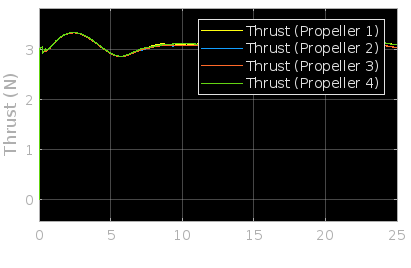 Thrust (Propeller 1)
Thrust (Propeller 2)
Thrust (Propeller 3)
Thrust (Propeller 4)
Thrust (N)
3
2
1
0
0
5
10
15
20
25